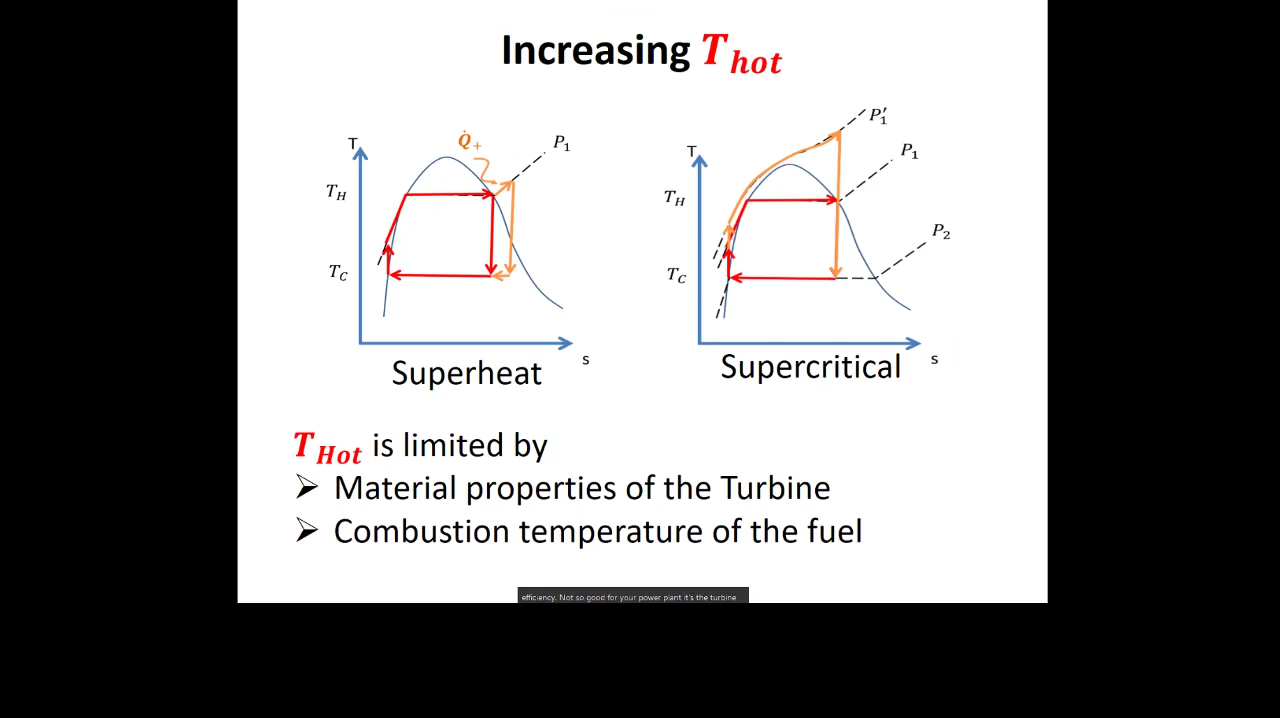 Increasing T_hot
T
Q̇₊
P₁
T_H
T_C
s
Superheat
P₁′
T
P₁
T_H
P₂
T_C
s
Supercritical
T_Hot is limited by
➢ Material properties of the Turbine
➢ Combustion temperature of the fuel
efficiency. Not so good for your power plant it's the turbine